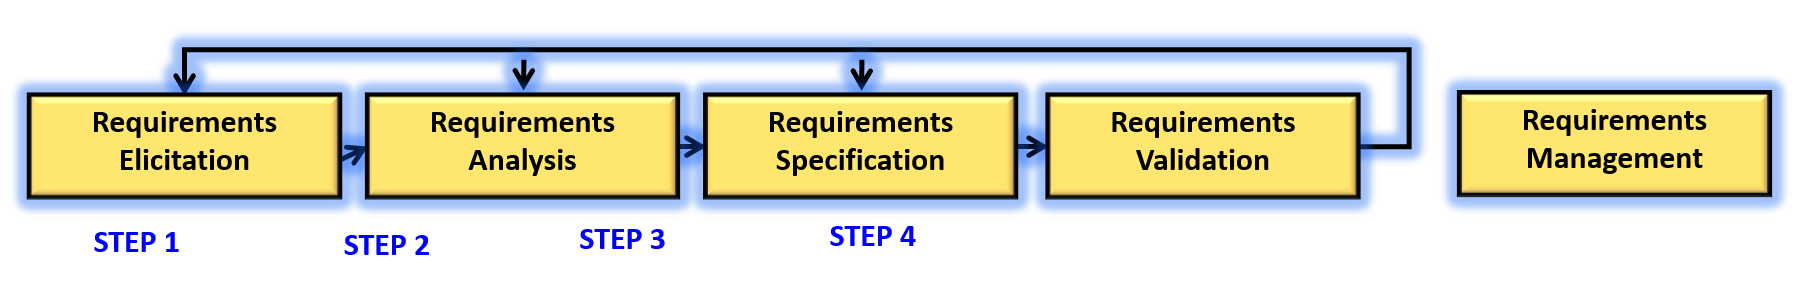 Requirements
Elicitation
Requirements
Analysis
Requirements
Specification
Requirements
Validation
Requirements
Management
STEP 1
STEP 2
STEP 3
STEP 4